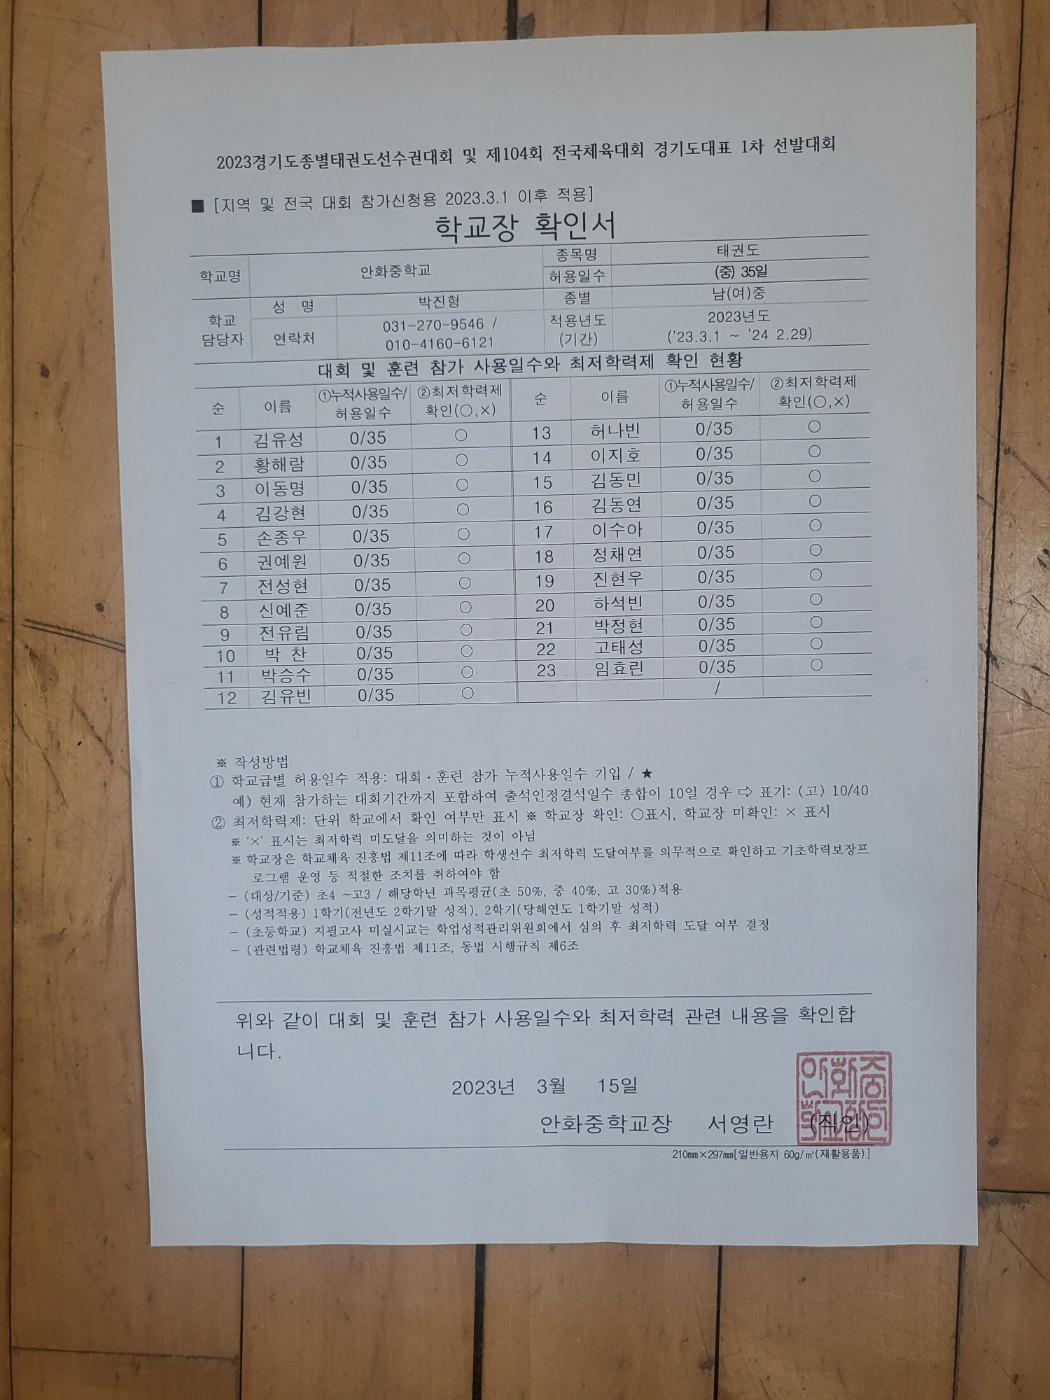 2023경기도종별태권도선수권대회 및 제104회 전국체육대회 경기도대표 1차 선발대회
■ [지역 및 전국 대회 참가신청용 2023.3.1 이후 적용]
학교장 확인서
학교명 안화중학교 종목명 태권도
허용일수 (중) 35일
학교 담당자 성 명 박진형 종별 남(여)중
연락처 031-270-9546 / 010-4160-6121 적용년도 (기간) 2023년도 ('23.3.1 ~ '24 2.29)
대회 및 훈련 참가 사용일수와 최저학력제 확인 현황
순 이름 ①누적사용일수/허용일수 ②최저학력제 확인(○,×) 순 이름 ①누적사용일수/허용일수 ②최저학력제 확인(○,×)
1 김유성 0/35 ○ 13 허나빈 0/35 ○
2 황해람 0/35 ○ 14 이지호 0/35 ○
3 이동명 0/35 ○ 15 김동민 0/35 ○
4 김강현 0/35 ○ 16 김동연 0/35 ○
5 손종우 0/35 ○ 17 이수아 0/35 ○
6 권예원 0/35 ○ 18 정채연 0/35 ○
7 전성현 0/35 ○ 19 진현우 0/35 ○
8 신예준 0/35 ○ 20 하석빈 0/35 ○
9 전유림 0/35 ○ 21 박정현 0/35 ○
10 박 찬 0/35 ○ 22 고태성 0/35 ○
11 박승수 0/35 ○ 23 임효린 0/35 ○
12 김유빈 0/35 ○ /
※ 작성방법
① 학교급별 허용일수 적용: 대회·훈련 참가 누적사용일수 기입 / ★
예) 현재 참가하는 대회기간까지 포함하여 출석인정결석일수 총합이 10일 경우 ⇨ 표기: (고) 10/40
② 최저학력제: 단위 학교에서 확인 여부만 표시 ※ 학교장 확인: ○표시, 학교장 미확인: × 표시
※ '×' 표시는 최저학력 미도달을 의미하는 것이 아님
※ 학교장은 학교체육 진흥법 제11조에 따라 학생선수 최저학력 도달여부를 의무적으로 확인하고 기초학력보장프
로그램 운영 등 적절한 조치를 취하여야 함
- (대상/기준) 초4 ~고3 / 해당학년 과목평균(초 50%, 중 40%, 고 30%)적용
- (성적적용) 1학기(전년도 2학기말 성적), 2학기(당해연도 1학기말 성적)
- (초등학교) 지필고사 미실시교는 학업성적관리위원회에서 심의 후 최저학력 도달 여부 결정
- (관련법령) 학교체육 진흥법 제11조, 동법 시행규칙 제6조
위와 같이 대회 및 훈련 참가 사용일수와 최저학력 관련 내용을 확인합
니다.
2023년 3월 15일
안화중학교장 서영란 (직인)
안화중
학교장인
210㎜×297㎜[일반용지 60g/㎡(재활용품)]